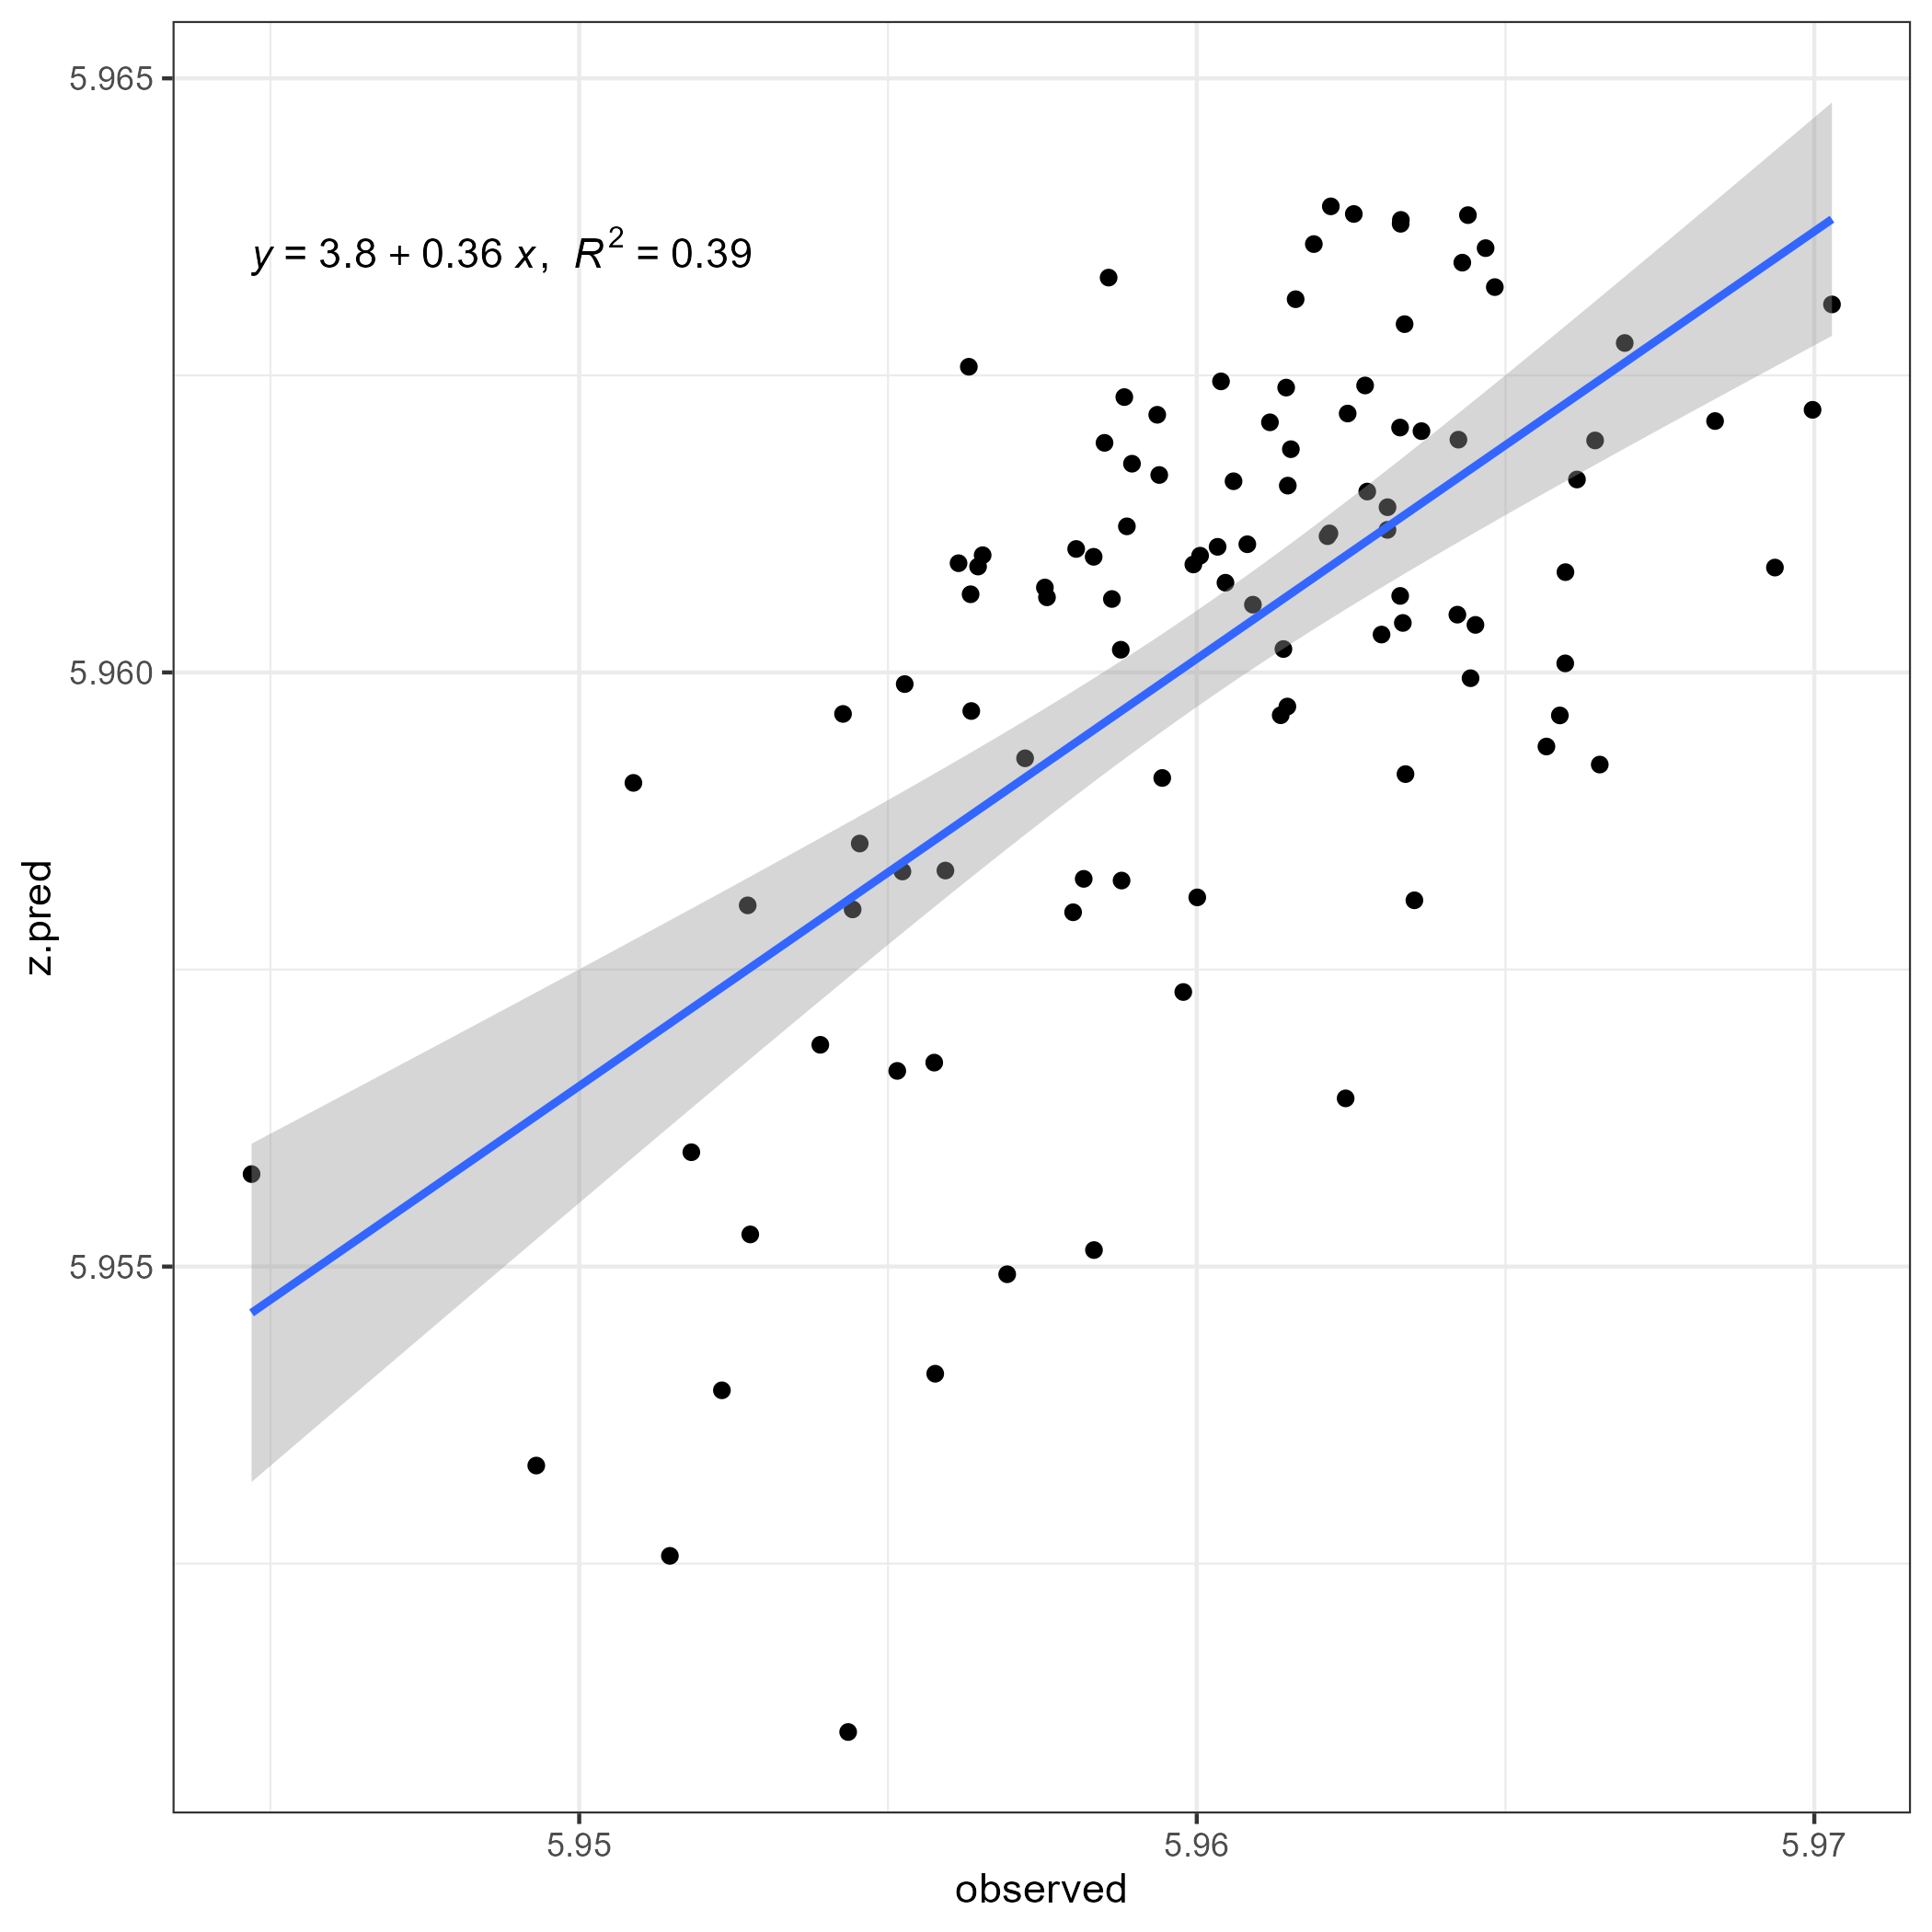 5.965
y = 3.8 + 0.36 x, R² = 0.39
5.960
z.pred
5.955
5.95 5.96 5.97
observed